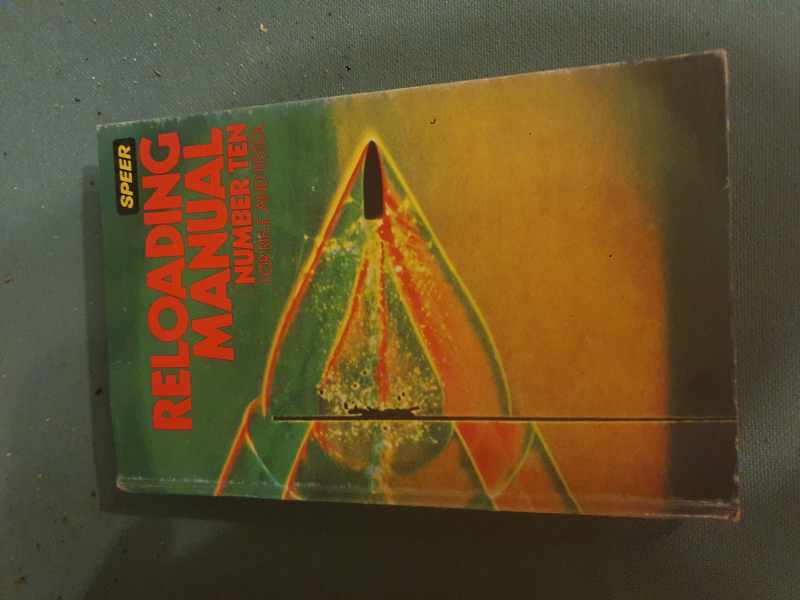 SPEER
RELOADING
MANUAL
NUMBER TEN
FOR RIFLE AND PISTOL